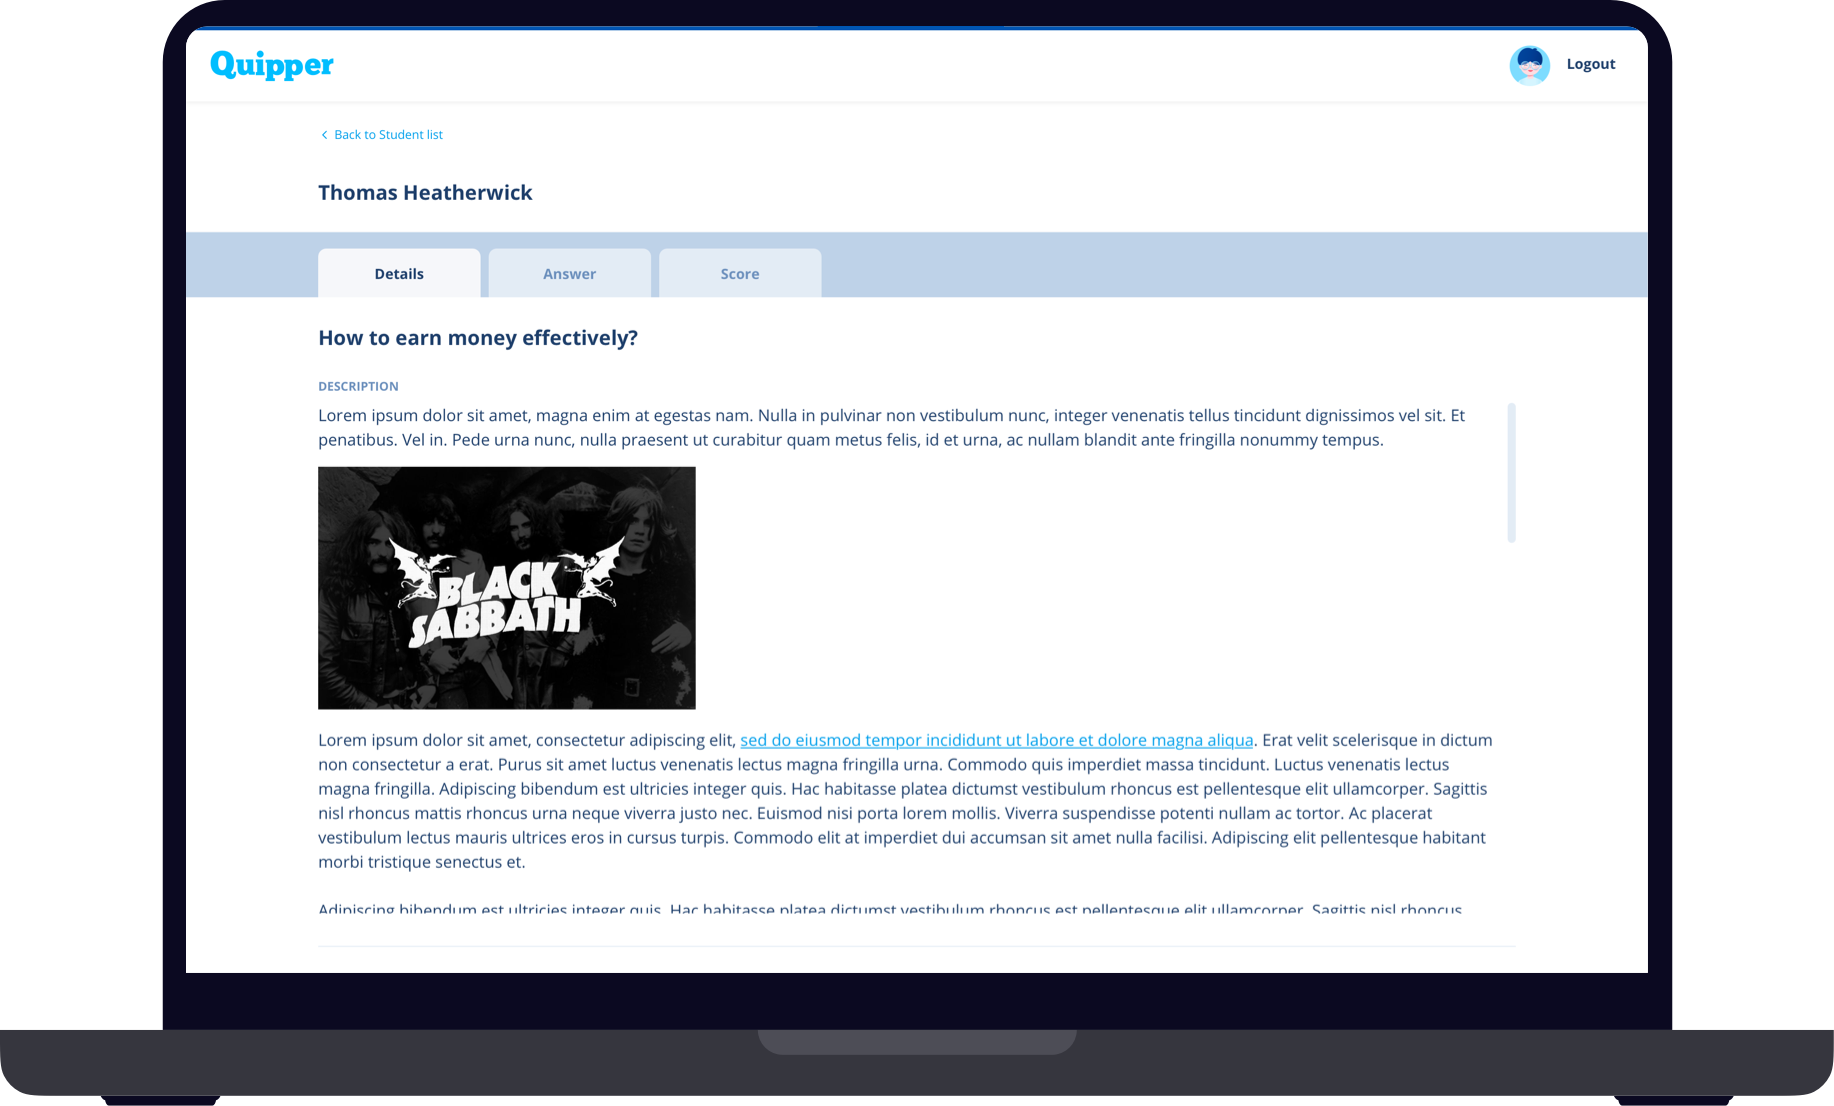 Quipper
Logout
Back to Student list
Thomas Heatherwick
Details
Answer
Score
How to earn money effectively?
DESCRIPTION
Lorem ipsum dolor sit amet, magna enim at egestas nam. Nulla in pulvinar non vestibulum nunc, integer venenatis tellus tincidunt dignissimos vel sit. Et
penatibus. Vel in. Pede urna nunc, nulla praesent ut curabitur quam metus felis, id et urna, ac nullam blandit ante fringilla nonummy tempus.
BLACK
SABBATH
Lorem ipsum dolor sit amet, consectetur adipiscing elit, sed do eiusmod tempor incididunt ut labore et dolore magna aliqua. Erat velit scelerisque in dictum
non consectetur a erat. Purus sit amet luctus venenatis lectus magna fringilla urna. Commodo quis imperdiet massa tincidunt. Luctus venenatis lectus
magna fringilla. Adipiscing bibendum est ultricies integer quis. Hac habitasse platea dictumst vestibulum rhoncus est pellentesque elit ullamcorper. Sagittis
nisl rhoncus mattis rhoncus urna neque viverra justo nec. Euismod nisi porta lorem mollis. Viverra suspendisse potenti nullam ac tortor. Ac placerat
vestibulum lectus mauris ultrices eros in cursus turpis. Commodo elit at imperdiet dui accumsan sit amet nulla facilisi. Adipiscing elit pellentesque habitant
morbi tristique senectus et.
Adipiscing bibendum est ultricies integer quis. Hac habitasse platea dictumst vestibulum rhoncus est pellentesque elit ullamcorper. Sagittis nisl rhoncus